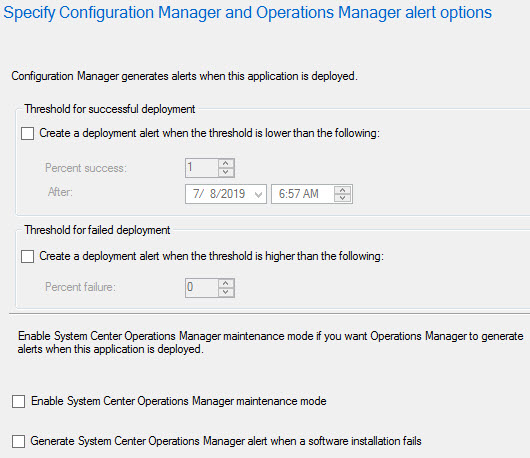 Specify Configuration Manager and Operations Manager alert options
Configuration Manager generates alerts when this application is deployed.
Threshold for successful deployment
Create a deployment alert when the threshold is lower than the following:
Percent success: 1
After: 7/ 8/2019 6:57 AM
Threshold for failed deployment
Create a deployment alert when the threshold is higher than the following:
Percent failure: 0
Enable System Center Operations Manager maintenance mode if you want Operations Manager to generate
alerts when this application is deployed.
Enable System Center Operations Manager maintenance mode
Generate System Center Operations Manager alert when a software installation fails